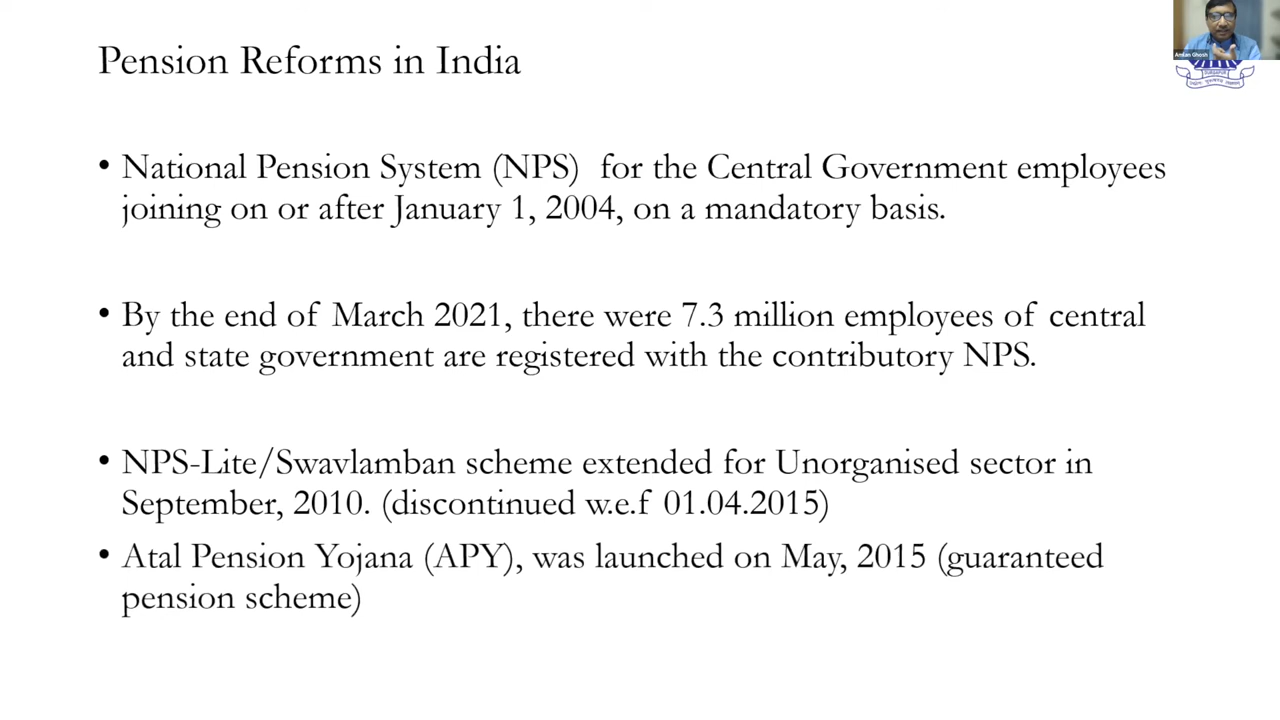 Pension Reforms in India
Amlan Ghosh
DURGAPUR
• National Pension System (NPS)  for the Central Government employees
joining on or after January 1, 2004, on a mandatory basis.
• By the end of March 2021, there were 7.3 million employees of central
and state government are registered with the contributory NPS.
• NPS-Lite/Swavlamban scheme extended for Unorganised sector in
September, 2010. (discontinued w.e.f 01.04.2015)
• Atal Pension Yojana (APY), was launched on May, 2015 (guaranteed
pension scheme)